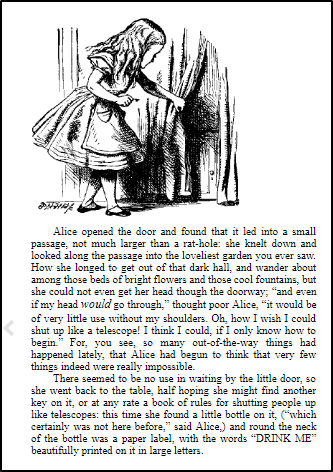 Alice opened the door and found that it led into a small
passage, not much larger than a rat-hole: she knelt down and
looked along the passage into the loveliest garden you ever saw.
How she longed to get out of that dark hall, and wander about
among those beds of bright flowers and those cool fountains, but
she could not even get her head though the doorway; “and even
if my head would go through,” thought poor Alice, “it would be
of very little use without my shoulders. Oh, how I wish I could
shut up like a telescope! I think I could, if I only know how to
begin.” For, you see, so many out-of-the-way things had
happened lately, that Alice had begun to think that very few
things indeed were really impossible.
There seemed to be no use in waiting by the little door, so
she went back to the table, half hoping she might find another
key on it, or at any rate a book of rules for shutting people up
like telescopes: this time she found a little bottle on it, (“which
certainly was not here before,” said Alice,) and round the neck
of the bottle was a paper label, with the words “DRINK ME”
beautifully printed on it in large letters.